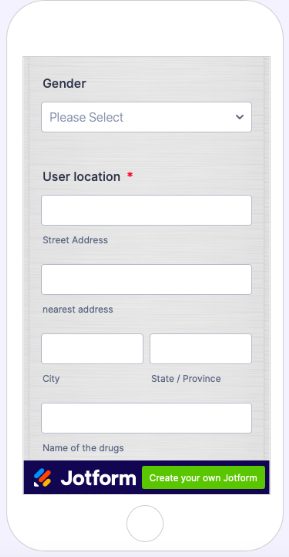 Gender
Please Select
User location *
Street Address
nearest address
City State / Province
Name of the drugs
Jotform Create your own Jotform